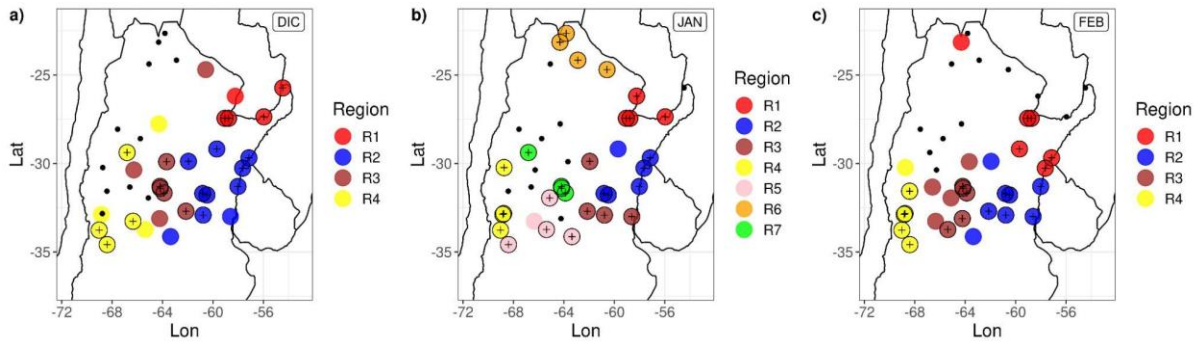 a)
DIC
-25
-30
-35
Lat
-72 -68 -64 -60 -56
Lon
Region
R1
R2
R3
R4
b)
JAN
-25
-30
-35
Lat
-72 -68 -64 -60 -56
Lon
Region
R1
R2
R3
R4
R5
R6
R7
c)
FEB
-25
-30
-35
Lat
-72 -68 -64 -60 -56
Lon
Region
R1
R2
R3
R4